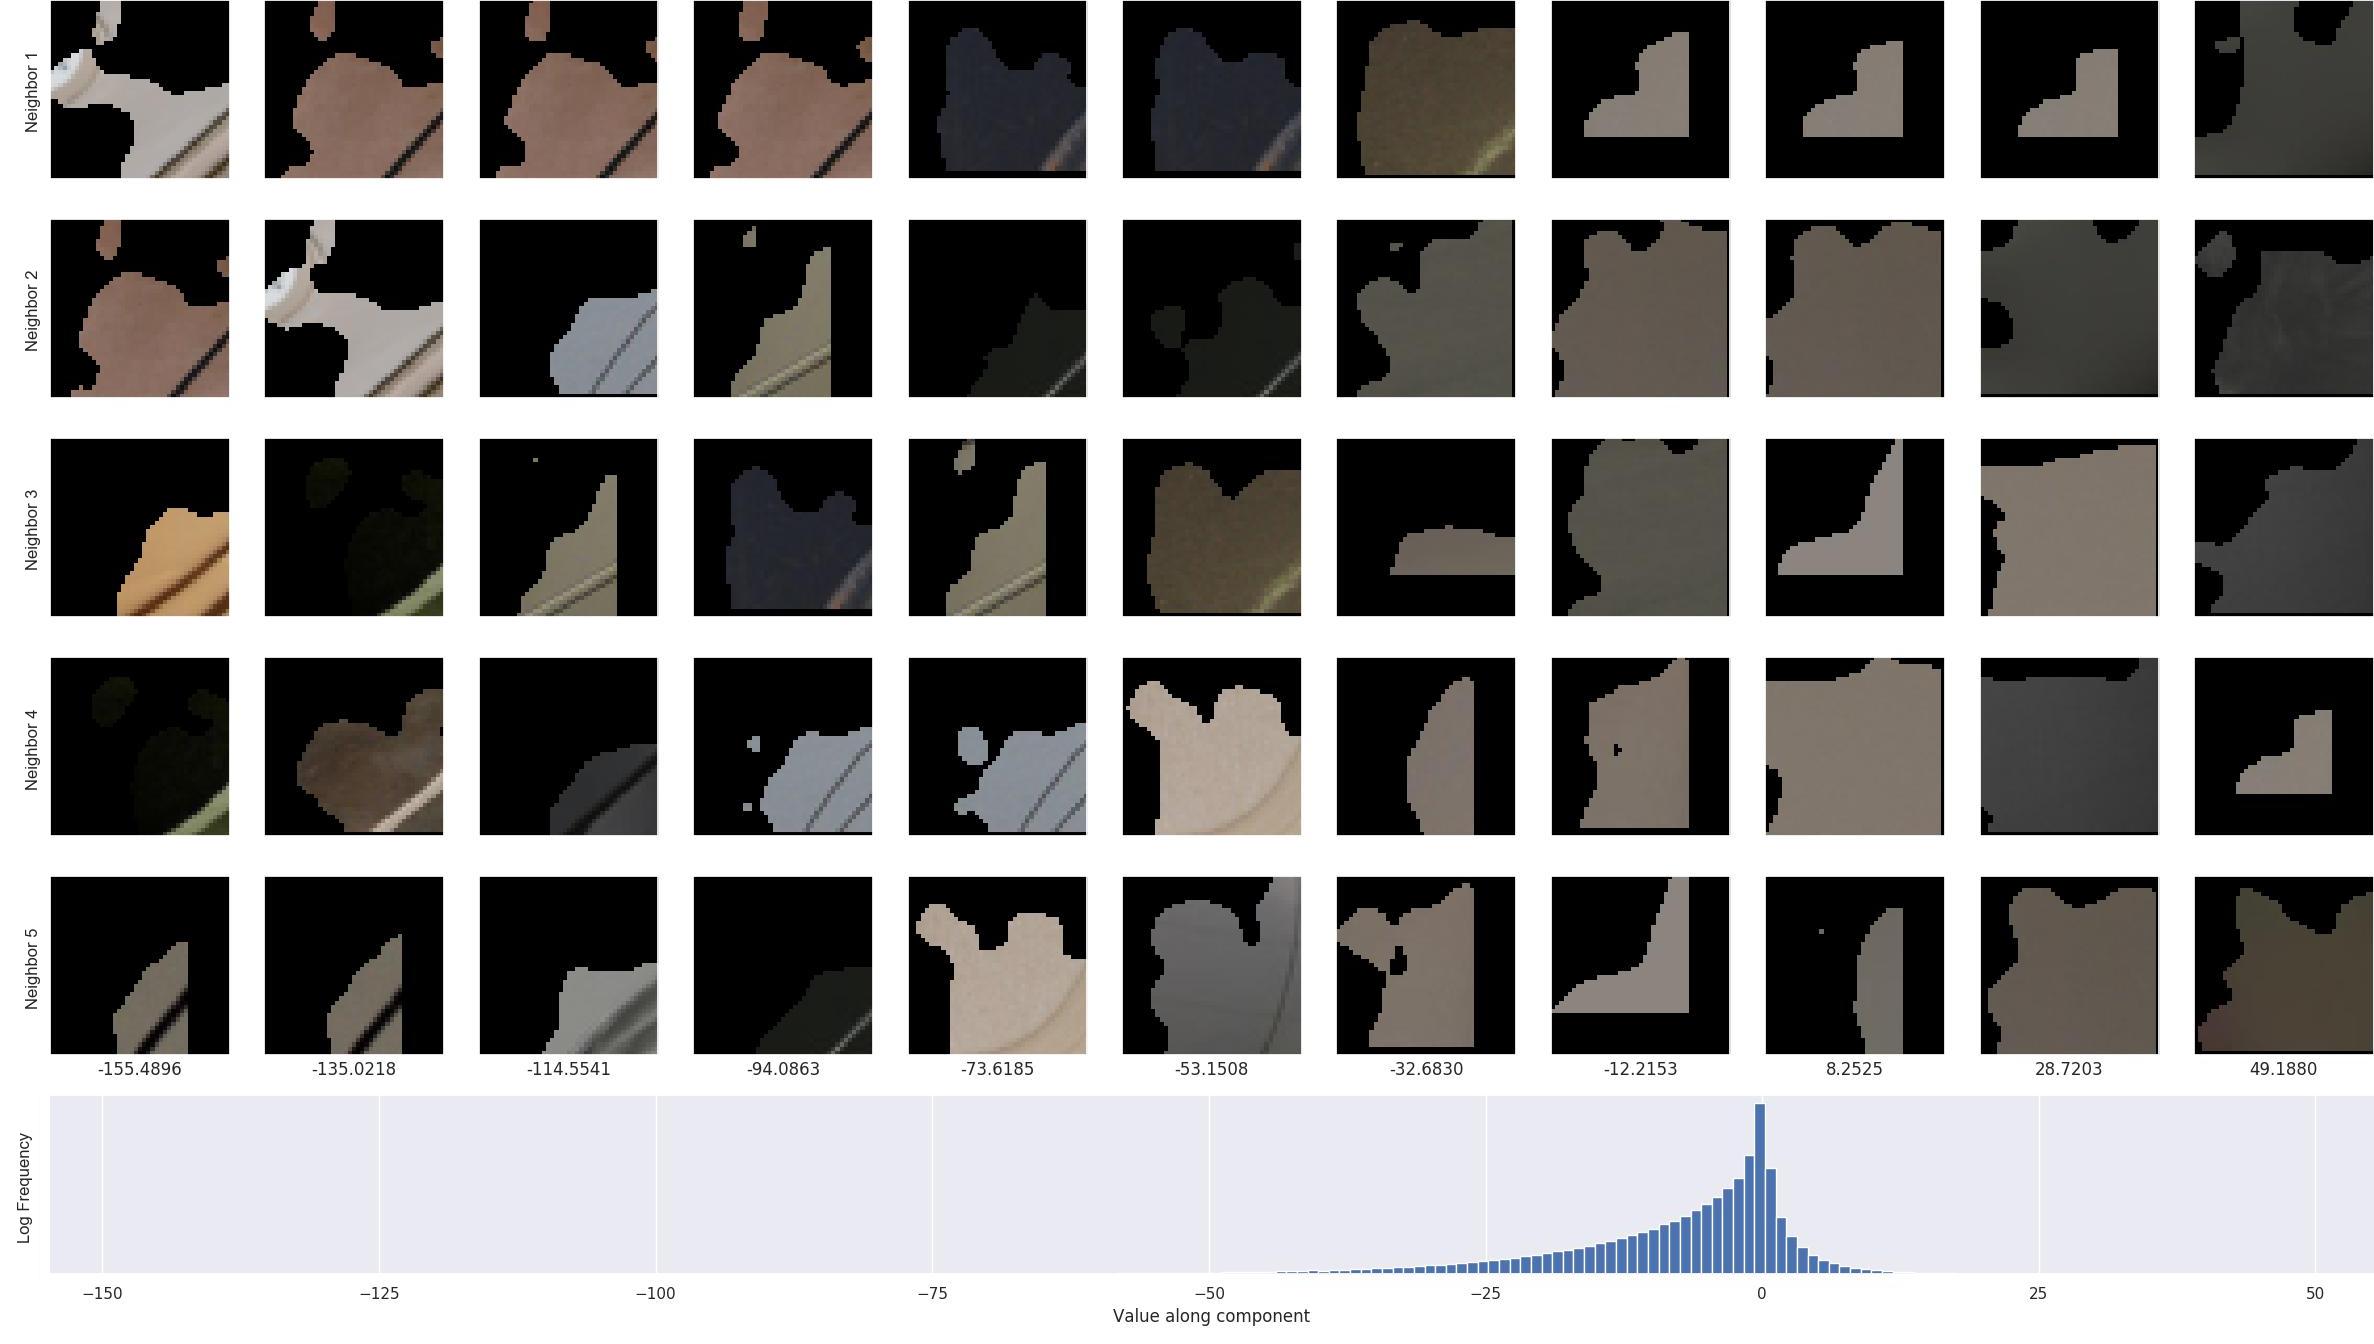 Neighbor 1
Neighbor 2
Neighbor 3
Neighbor 4
Neighbor 5
-155.4896 -135.0218 -114.5541 -94.0863 -73.6185 -53.1508 -32.6830 -12.2153 8.2525 28.7203 49.1880
Log Frequency
−150 −125 −100 −75 −50 −25 0 25 50
Value along component